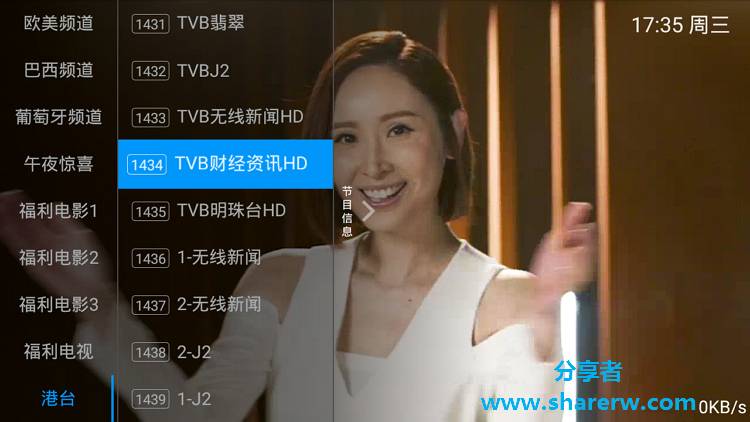 欧美频道
巴西频道
葡萄牙频道
午夜惊喜
福利电影1
福利电影2
福利电影3
福利电视
港台
1431 TVB翡翠
1432 TVBJ2
1433 TVB无线新闻HD
1434 TVB财经资讯HD
1435 TVB明珠台HD
1436 1-无线新闻
1437 2-无线新闻
1438 2-J2
1439 1-J2
节目信息
17:35 周三
分享者
www.sharerw.com
0KB/s